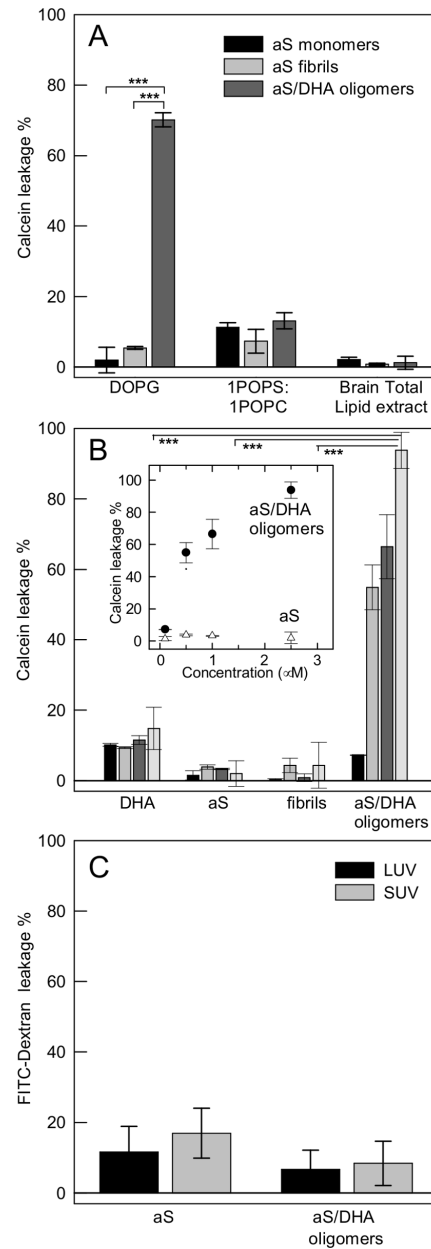 A
aS monomers
aS fibrils
aS/DHA oligomers
***
***
Calcein leakage %
100
80
60
40
20
0
DOPG
1POPS:
1POPC
Brain Total
Lipid extract
B
***
***
***
Calcein leakage %
100
80
60
40
20
0
Calcein leakage %
100
80
60
40
20
0
aS/DHA
oligomers
aS
0
1
2
3
Concentration (∝M)
DHA
aS
fibrils
aS/DHA
oligomers
C
LUV
SUV
FITC-Dextran leakage %
100
80
60
40
20
0
aS
aS/DHA
oligomers